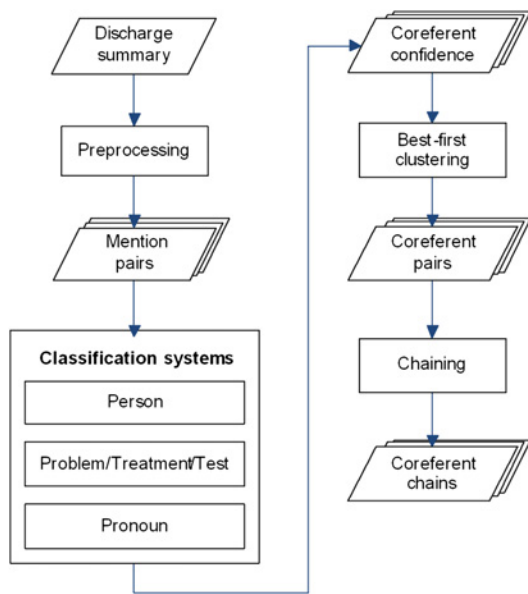 Discharge
summary
Preprocessing
Mention
pairs
Classification systems
Person
Problem/Treatment/Test
Pronoun
Coreferent
confidence
Best-first
clustering
Coreferent
pairs
Chaining
Coreferent
chains